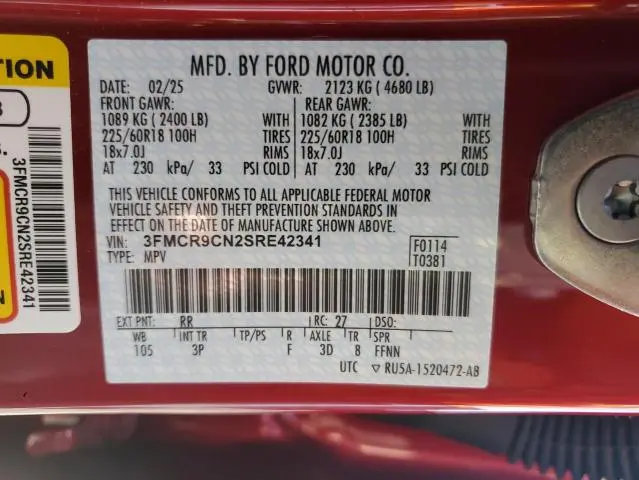 TION
3FMCR9CN2SRE42341
MFD. BY FORD MOTOR CO.
DATE: 02/25 GVWR: 2123 KG (4680 LB)
FRONT GAWR: REAR GAWR:
1089 KG (2400 LB) WITH 1082 KG (2385 LB) WITH
225/60R18 100H TIRES 225/60R18 100H TIRES
18x7.0J RIMS 18x7.0J RIMS
AT 230 kPa/ 33 PSI COLD AT 230 kPa/ 33 PSI COLD
THIS VEHICLE CONFORMS TO ALL APPLICABLE FEDERAL MOTOR
VEHICLE SAFETY AND THEFT PREVENTION STANDARDS IN
EFFECT ON THE DATE OF MANUFACTURE SHOWN ABOVE.
VIN: 3FMCR9CN2SRE42341 F0114
TYPE: MPV T0381
EXT PNT: RR RC: 27 DSO:
WB INT TR TP/PS R AXLE TR SPR
105 3P F 3D 8 FFNN
UTC ▽ RU5A-1520472-AB